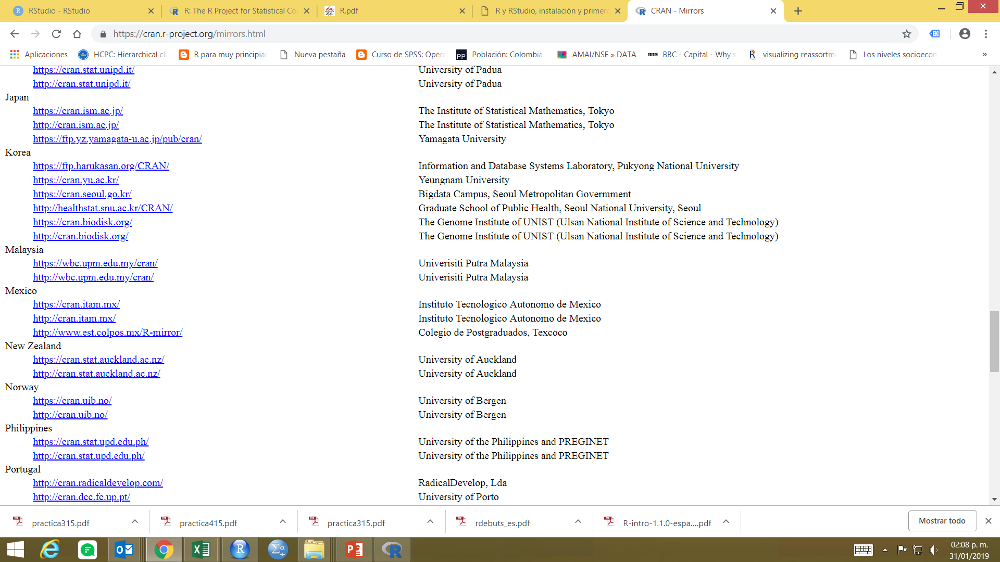 RStudio - RStudio
R: The R Project for Statistical Co
R.pdf
R y RStudio, instalación y primero
CRAN - Mirrors
https://cran.r-project.org/mirrors.html
Aplicaciones
HCPC: Hierarchical clu
R para muy principian
Nueva pestaña
Curso de SPSS: Opera
PP
Población: Colombia
AMAI/NSE » DATA
BBC
BBC - Capital - Why s
visualizing reassortm
Los niveles socioecon
»
https://cran.stat.unipd.it/ University of Padua
http://cran.stat.unipd.it/ University of Padua
Japan
https://cran.ism.ac.jp/ The Institute of Statistical Mathematics, Tokyo
http://cran.ism.ac.jp/ The Institute of Statistical Mathematics, Tokyo
https://ftp.yz.yamagata-u.ac.jp/pub/cran/ Yamagata University
Korea
https://ftp.harukasan.org/CRAN/ Information and Database Systems Laboratory, Pukyong National University
https://cran.yu.ac.kr/ Yeungnam University
https://cran.seoul.go.kr/ Bigdata Campus, Seoul Metropolitan Govermment
http://healthstat.snu.ac.kr/CRAN/ Graduate School of Public Health, Seoul National University, Seoul
https://cran.biodisk.org/ The Genome Institute of UNIST (Ulsan National Institute of Science and Technology)
http://cran.biodisk.org/ The Genome Institute of UNIST (Ulsan National Institute of Science and Technology)
Malaysia
https://wbc.upm.edu.my/cran/ Univerisiti Putra Malaysia
http://wbc.upm.edu.my/cran/ Univerisiti Putra Malaysia
Mexico
https://cran.itam.mx/ Instituto Tecnologico Autonomo de Mexico
http://cran.itam.mx/ Instituto Tecnologico Autonomo de Mexico
http://www.est.colpos.mx/R-mirror/ Colegio de Postgraduados, Texcoco
New Zealand
https://cran.stat.auckland.ac.nz/ University of Auckland
http://cran.stat.auckland.ac.nz/ University of Auckland
Norway
https://cran.uib.no/ University of Bergen
http://cran.uib.no/ University of Bergen
Philippines
https://cran.stat.upd.edu.ph/ University of the Philippines and PREGINET
http://cran.stat.upd.edu.ph/ University of the Philippines and PREGINET
Portugal
http://cran.radicaldevelop.com/ RadicalDevelop, Lda
http://cran.dcc.fc.up.pt/ University of Porto
practica315.pdf
practica415.pdf
practica315.pdf
rdebuts_es.pdf
R-intro-1.1.0-espa....pdf
Mostrar todo
02:08 p. m.
31/01/2019